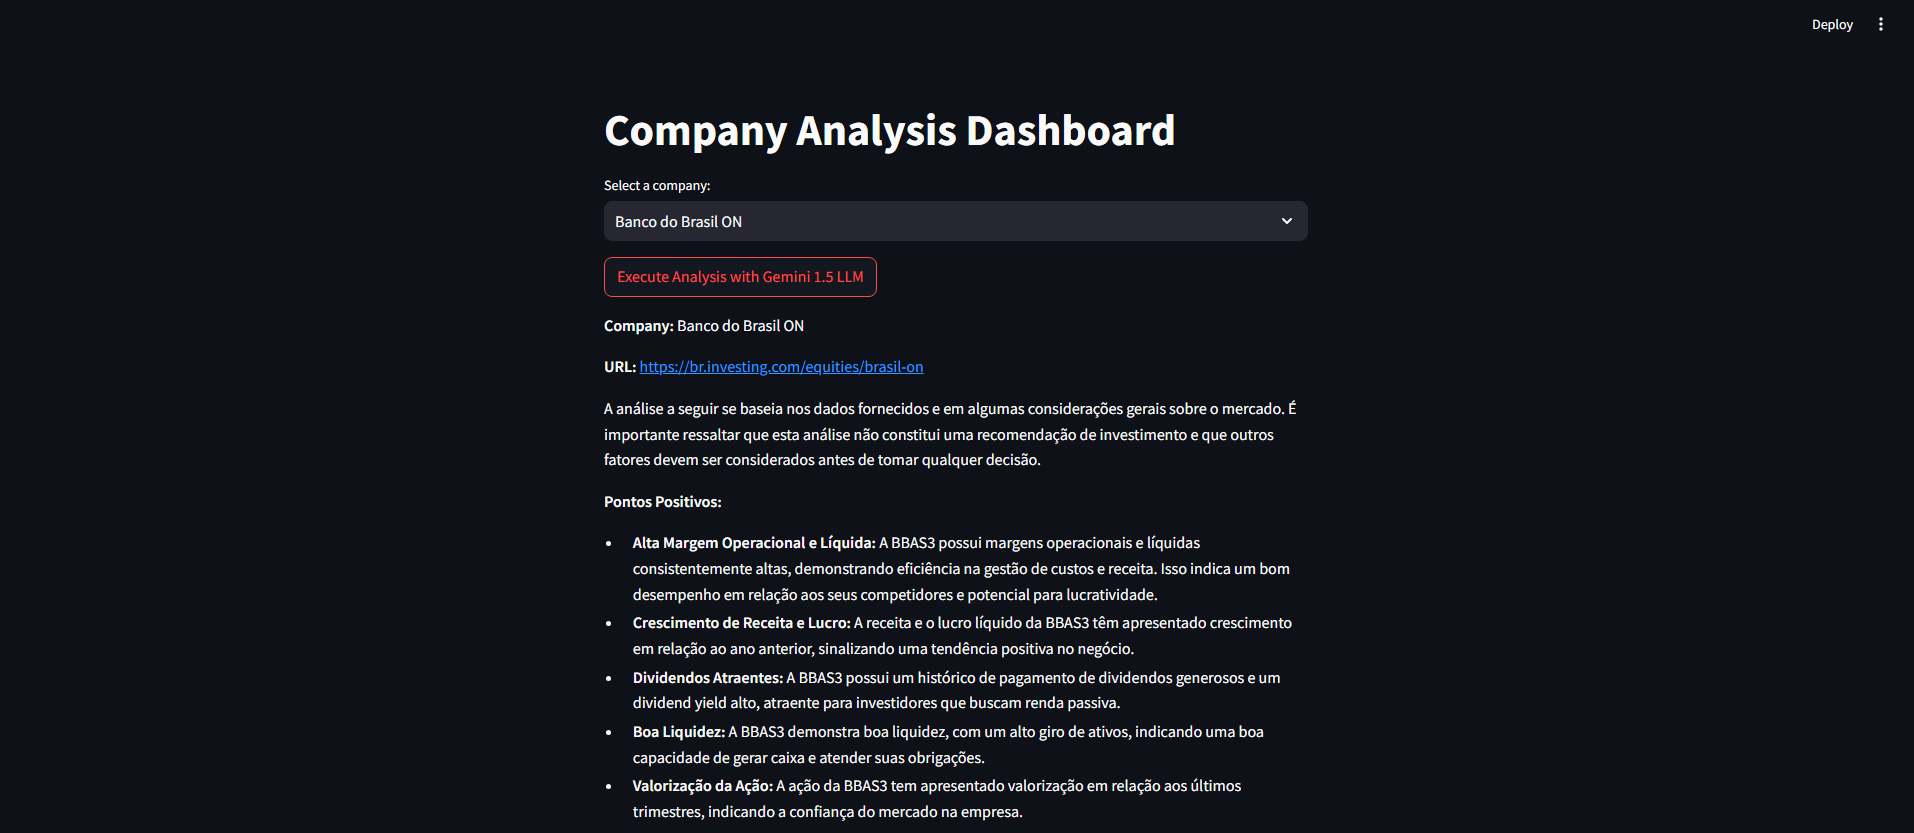 Deploy
Company Analysis Dashboard
Select a company:
Banco do Brasil ON
Execute Analysis with Gemini 1.5 LLM
Company: Banco do Brasil ON
URL: https://br.investing.com/equities/brasil-on
A análise a seguir se baseia nos dados fornecidos e em algumas considerações gerais sobre o mercado. É
importante ressaltar que esta análise não constitui uma recomendação de investimento e que outros
fatores devem ser considerados antes de tomar qualquer decisão.
Pontos Positivos:
• Alta Margem Operacional e Líquida: A BBAS3 possui margens operacionais e líquidas
consistentemente altas, demonstrando eficiência na gestão de custos e receita. Isso indica um bom
desempenho em relação aos seus competidores e potencial para lucratividade.
• Crescimento de Receita e Lucro: A receita e o lucro líquido da BBAS3 têm apresentado crescimento
em relação ao ano anterior, sinalizando uma tendência positiva no negócio.
• Dividendos Atraentes: A BBAS3 possui um histórico de pagamento de dividendos generosos e um
dividend yield alto, atraente para investidores que buscam renda passiva.
• Boa Liquidez: A BBAS3 demonstra boa liquidez, com um alto giro de ativos, indicando uma boa
capacidade de gerar caixa e atender suas obrigações.
• Valorização da Ação: A ação da BBAS3 tem apresentado valorização em relação aos últimos
trimestres, indicando a confiança do mercado na empresa.